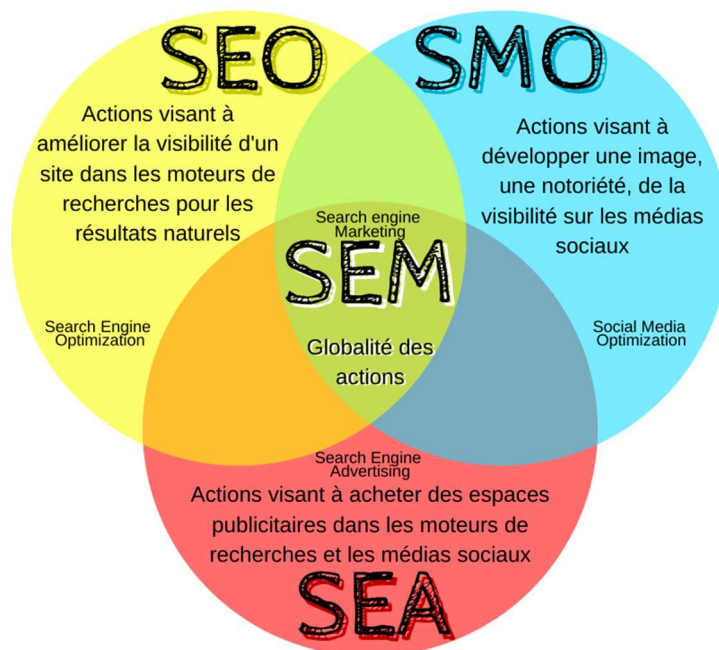 SEO
Actions visant à
améliorer la visibilité d'un
site dans les moteurs de
recherches pour les
résultats naturels
Search Engine
Optimization
SMO
Actions visant à
développer une image,
une notoriété, de la
visibilité sur les médias
sociaux
Social Media
Optimization
Search engine
Marketing
SEM
Globalité des
actions
Search Engine
Advertising
Actions visant à acheter des espaces
publicitaires dans les moteurs de
recherches et les médias sociaux
SEA